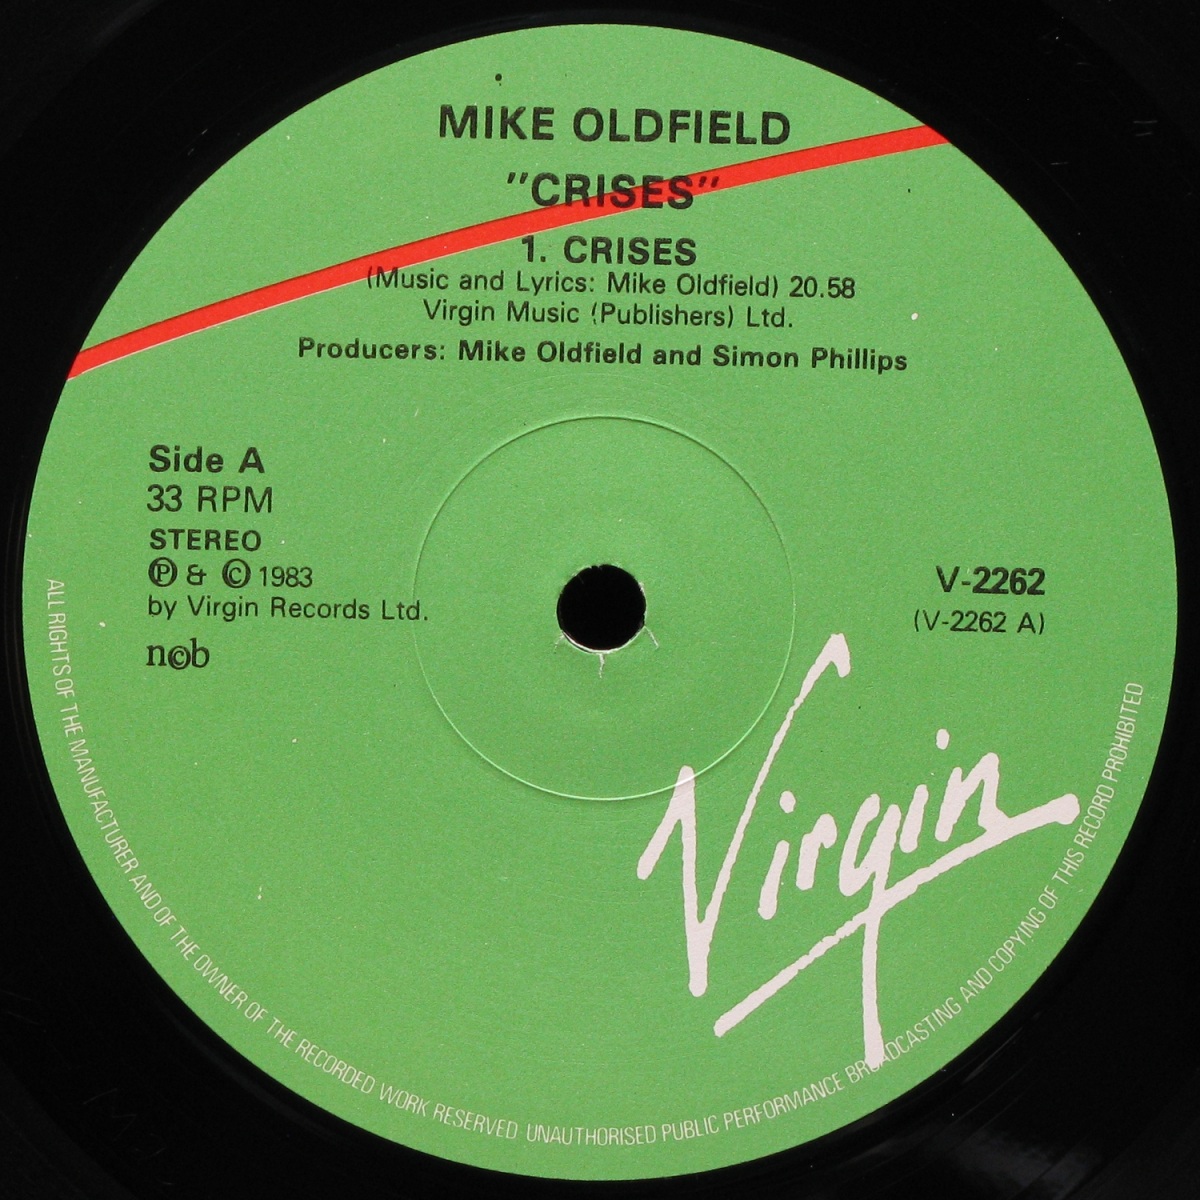 MIKE OLDFIELD
"CRISES"
1. CRISES
(Music and Lyrics: Mike Oldfield) 20.58
Virgin Music (Publishers) Ltd.
Producers: Mike Oldfield and Simon Phillips
Side A
33 RPM
STEREO
Ⓟ & © 1983
by Virgin Records Ltd.
n©b
V-2262
(V-2262 A)
Virgin
ALL RIGHTS OF THE MANUFACTURER AND OF THE OWNER OF THE RECORDED WORK RESERVED UNAUTHORISED PUBLIC PERFORMANCE BROADCASTING AND COPYING OF THIS RECORD PROHIBITED